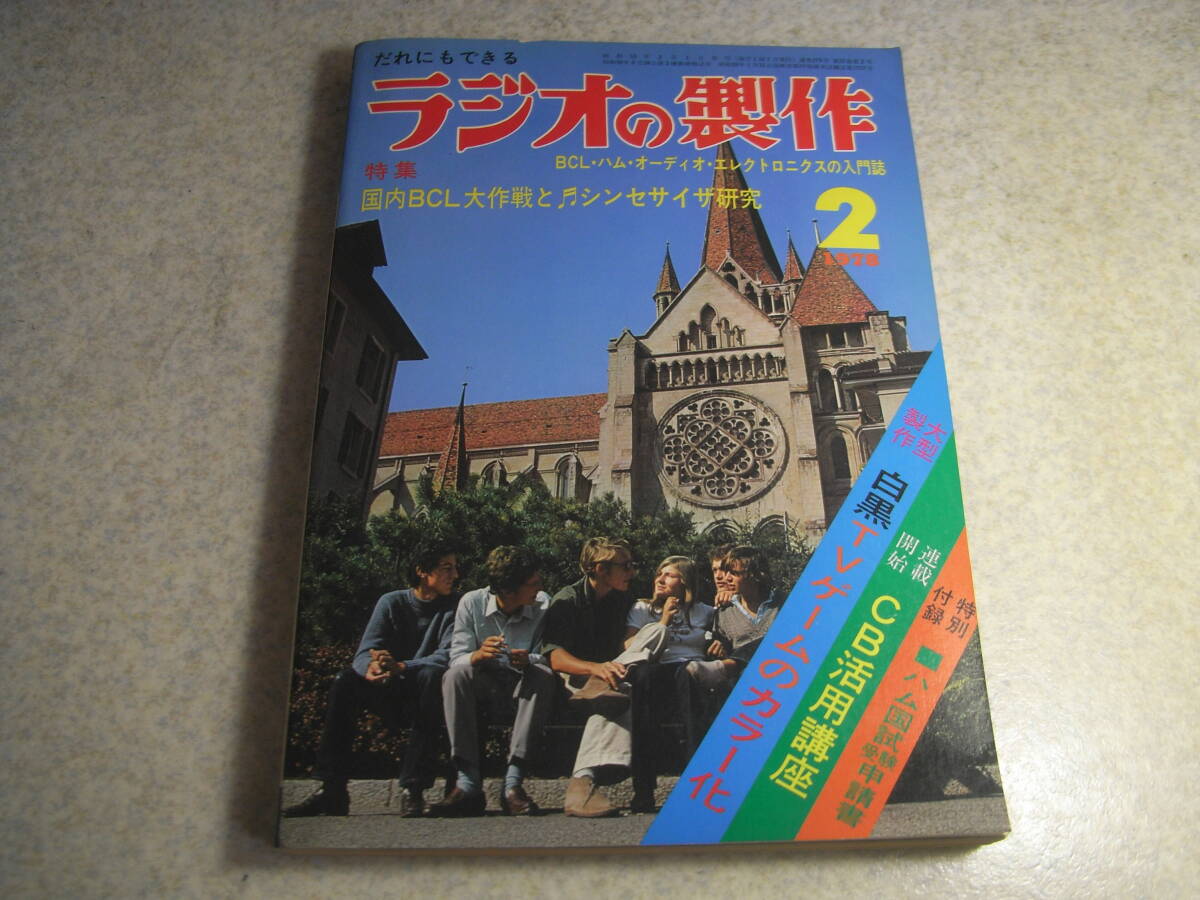 だれにもできる
ラジオの製作
BCL・ハム・オーディオ・エレクトロニクスの入門誌
特集
国内BCL大作戦と♬シンセサイザ研究
2
1978
大型製作
白黒TVゲームのカラー化
連載開始
CB活用講座
特別付録
ハム国試受験申請書